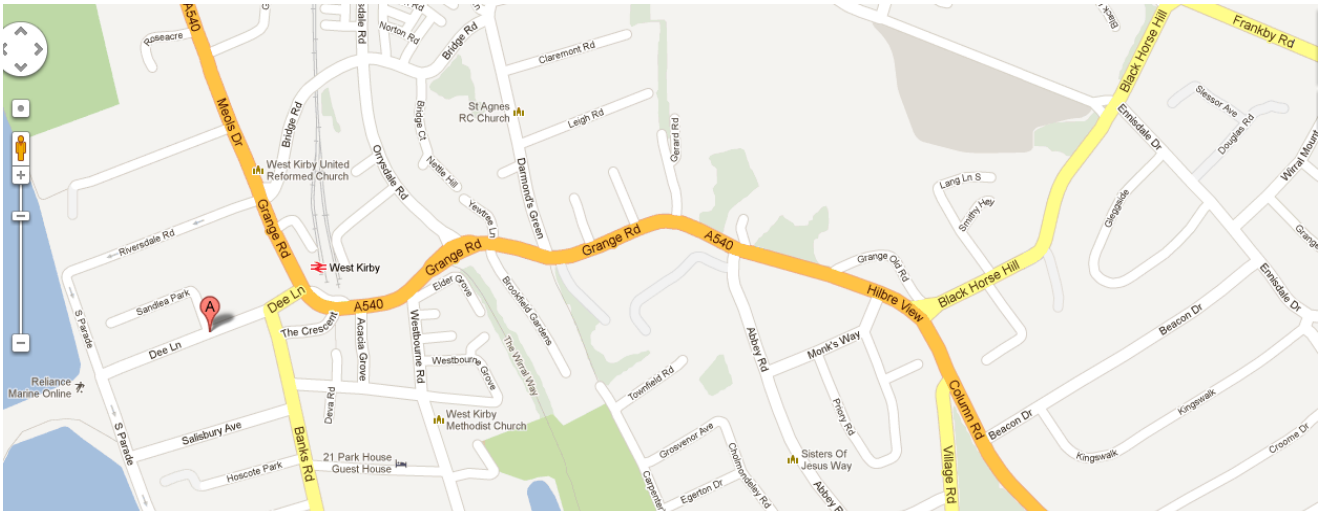 A540
Roseacre
Meols Dr
Orrysdale Rd
Norton Rd
Bridge Rd
Claremont Rd
Black Horse Hill
Frankby Rd
Bridge Rd
Bridge Ct
St Agnes
RC Church
Leigh Rd
Gerard Rd
Ennisdale Dr
Slessor Ave
Douglas Rd
Wirral Mount
West Kirby United
Reformed Church
Orrysdale Rd
Nettle Hill
Darmond's Green
Lang Ln S
Smithy Hey
Gleggside
Grange Rd
Yewtree Ln
Riversdale Rd
Grange Rd
Grange Rd
A540
Grange Old Rd
Black Horse Hill
Ennisdale Dr
West Kirby
Sandlea Park
A
Dee Ln
A540
Elder Grove
Brookfield Gardens
Hilbre View
S Parade
Dee Ln
The Crescent
Acacia Grove
Westbourne Rd
Westbourne
Grove
The Wirral Way
Abbey Rd
Monk's Way
Beacon Dr
Reliance
Marine Online
Townfield Rd
Column Rd
Priory Rd
Kingswalk
Deva Rd
S Parade
Salisbury Ave
Banks Rd
West Kirby
Methodist Church
Grosvenor Ave
Cholmondeley Rd
Beacon Dr
Kingswalk
Croome Dr
Hoscote Park
21 Park House
Guest House
Carpenter
Egerton Dr
Sisters Of
Jesus Way
Abbey Rd
Village Rd